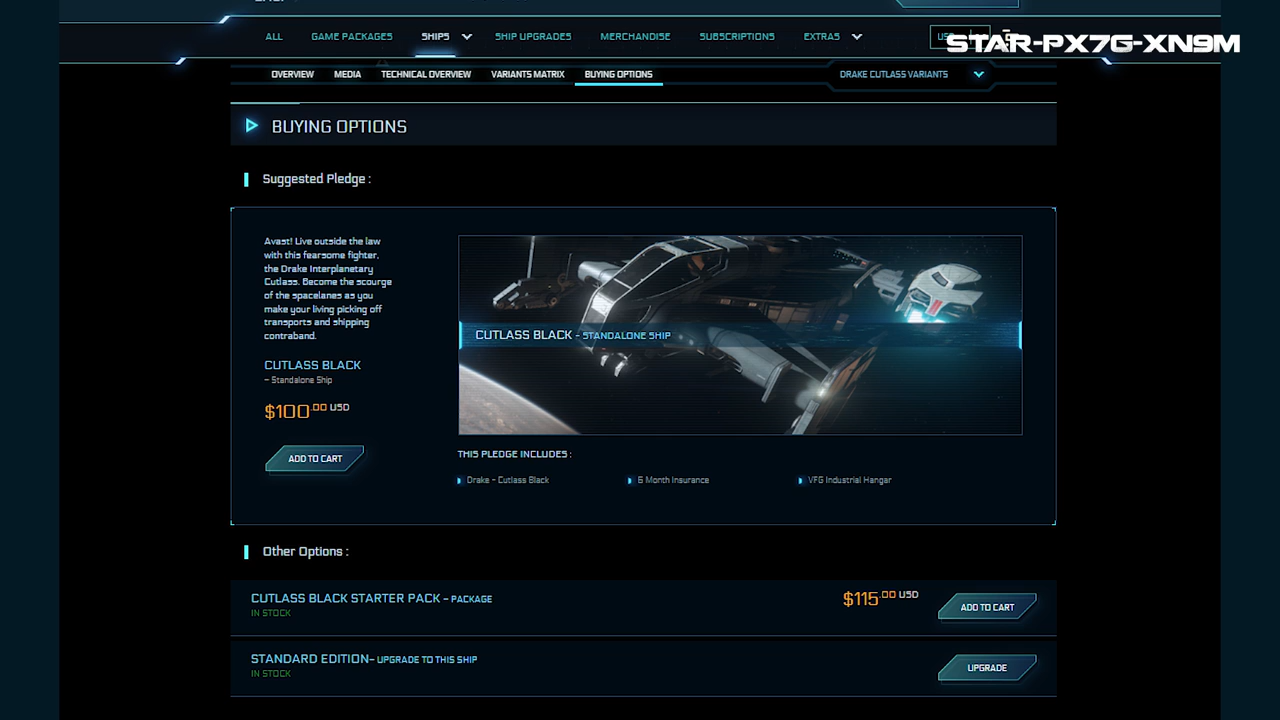 ALL GAME PACKAGES SHIPS SHIP UPGRADES MERCHANDISE SUBSCRIPTIONS EXTRAS
STAR-PX7G-XN9M
OVERVIEW MEDIA TECHNICAL OVERVIEW VARIANTS MATRIX BUYING OPTIONS DRAKE CUTLASS VARIANTS
BUYING OPTIONS
Suggested Pledge :
Avast! Live outside the law
with this fearsome fighter,
the Drake Interplanetary
Cutlass. Become the scourge
of the spacelanes as you
make your living picking off
transports and shipping
contraband.
CUTLASS BLACK
- Standalone Ship
$100.00 USD
ADD TO CART
CUTLASS BLACK - STANDALONE SHIP
THIS PLEDGE INCLUDES :
Drake - Cutlass Black 6 Month Insurance VFG Industrial Hangar
Other Options :
CUTLASS BLACK STARTER PACK - PACKAGE
IN STOCK
$115.00 USD
ADD TO CART
STANDARD EDITION- UPGRADE TO THIS SHIP
IN STOCK
UPGRADE